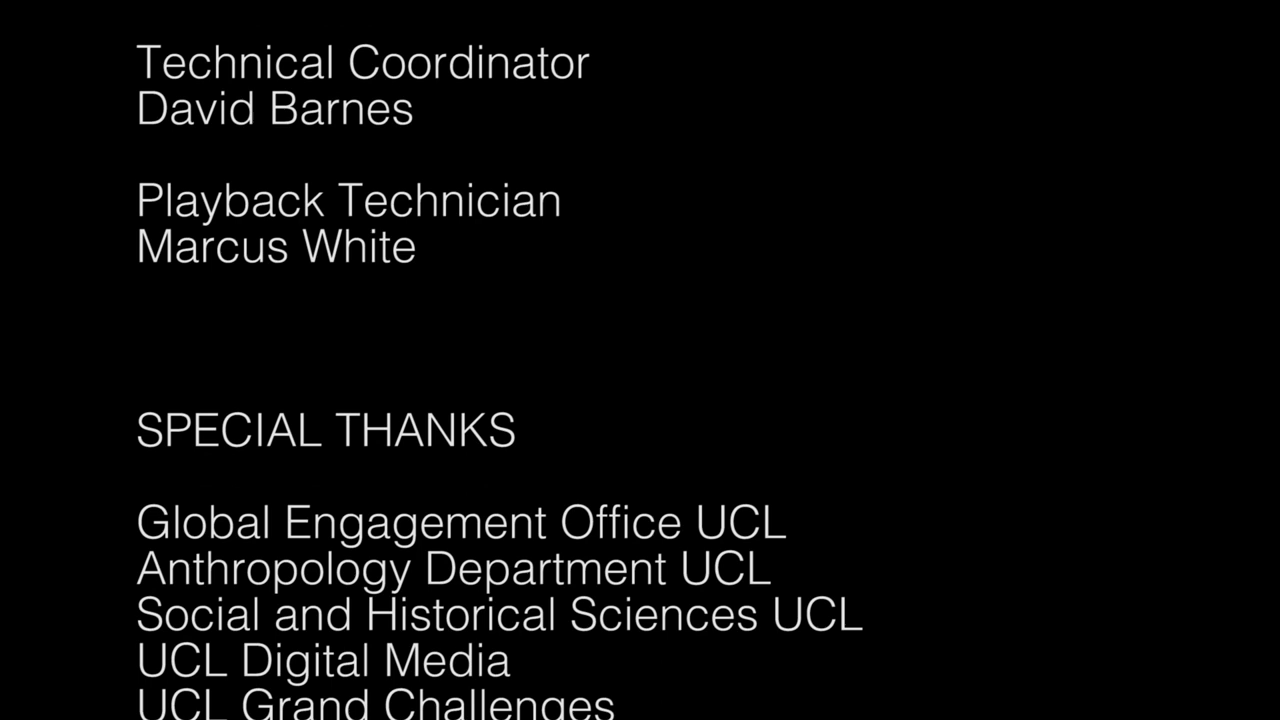 Technical Coordinator
David Barnes
Playback Technician
Marcus White
SPECIAL THANKS
Global Engagement Office UCL
Anthropology Department UCL
Social and Historical Sciences UCL
UCL Digital Media
UCL Grand Challenges